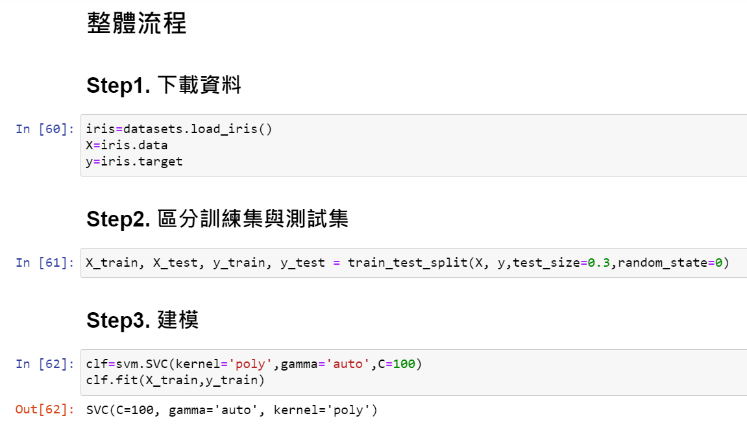 整體流程
Step1. 下載資料
In [60]: iris=datasets.load_iris()
X=iris.data
y=iris.target
Step2. 區分訓練集與測試集
In [61]: X_train, X_test, y_train, y_test = train_test_split(X, y,test_size=0.3,random_state=0)
Step3. 建模
In [62]: clf=svm.SVC(kernel='poly',gamma='auto',C=100)
clf.fit(X_train,y_train)
Out[62]: SVC(C=100, gamma='auto', kernel='poly')